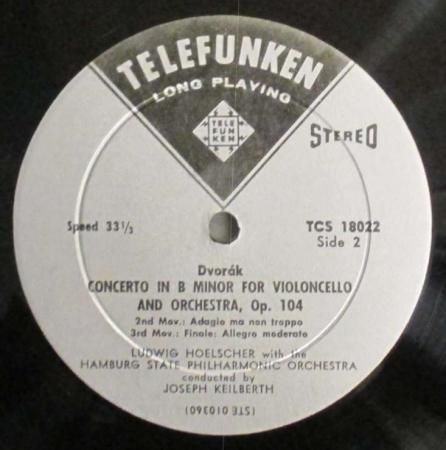 TELEFUNKEN
LONG PLAYING
TELE
FUN
KEN
STEREO
Speed 33⅓
TCS 18022
Side 2
Dvorák
CONCERTO IN B MINOR FOR VIOLONCELLO
AND ORCHESTRA, Op. 104
2nd Mov.: Adagio ma non troppo
3rd Mov.: Finale: Allegro moderato
LUDWIG HOELSCHER with the
HAMBURG STATE PHILHARMONIC ORCHESTRA
conducted by
JOSEPH KEILBERTH
(STE 010360)